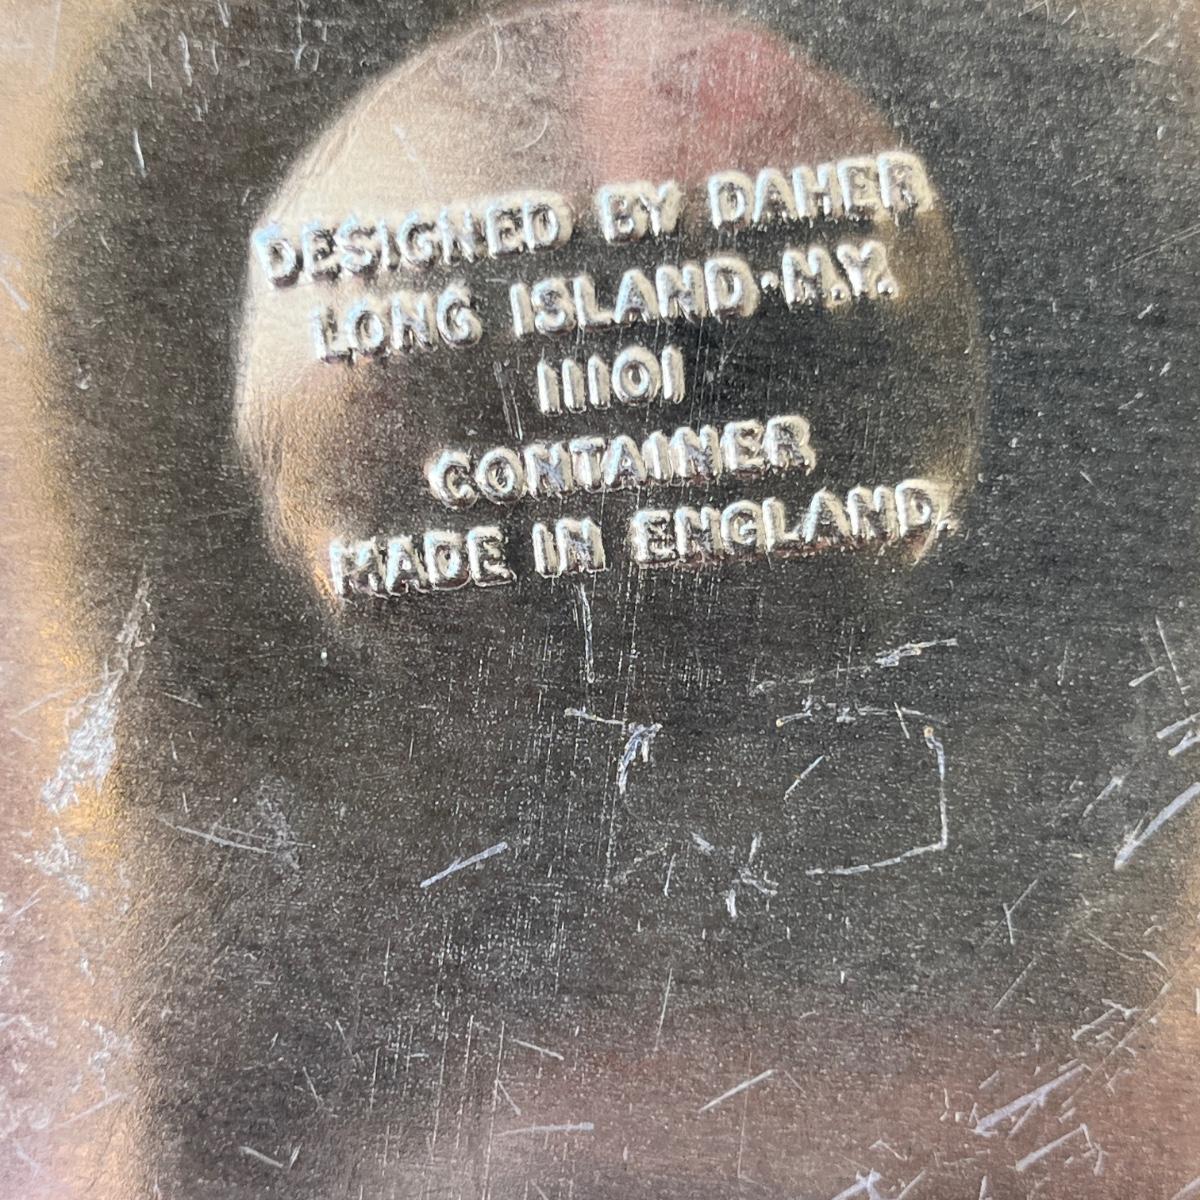 DESIGNED BY DAHER
LONG ISLAND·N.Y.
11101
CONTAINER
MADE IN ENGLAND.